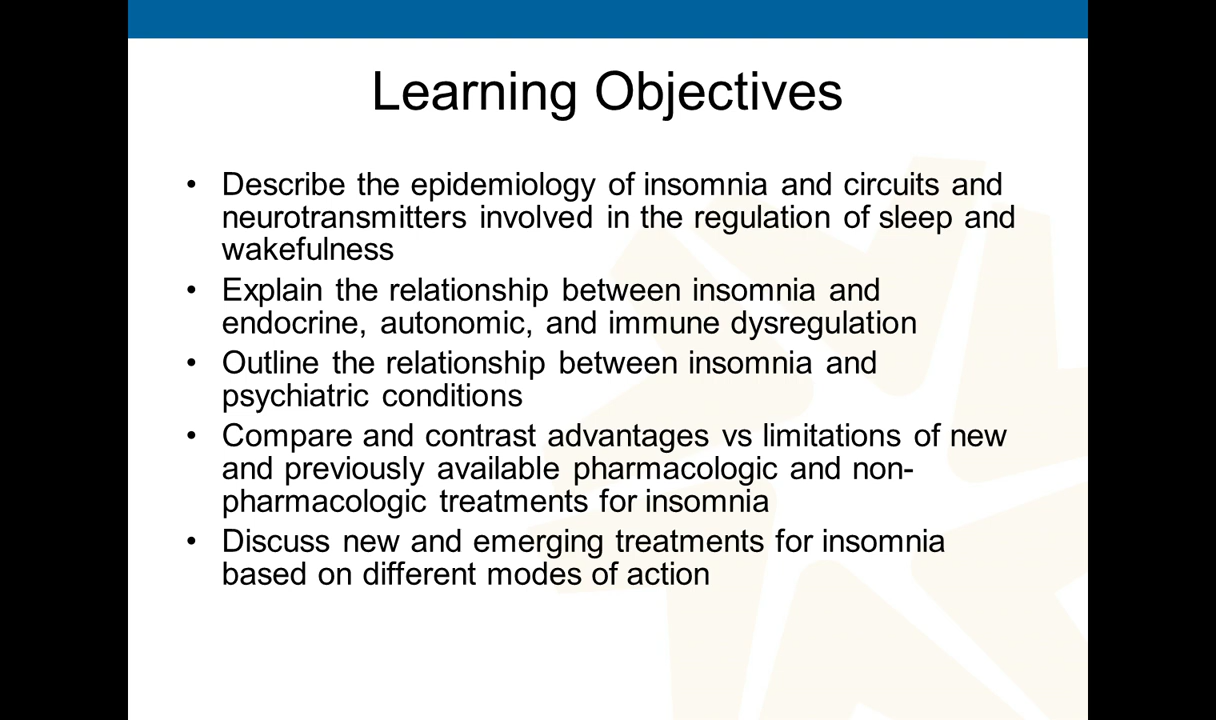 Learning Objectives
• Describe the epidemiology of insomnia and circuits and
neurotransmitters involved in the regulation of sleep and
wakefulness
• Explain the relationship between insomnia and
endocrine, autonomic, and immune dysregulation
• Outline the relationship between insomnia and
psychiatric conditions
• Compare and contrast advantages vs limitations of new
and previously available pharmacologic and non-
pharmacologic treatments for insomnia
• Discuss new and emerging treatments for insomnia
based on different modes of action